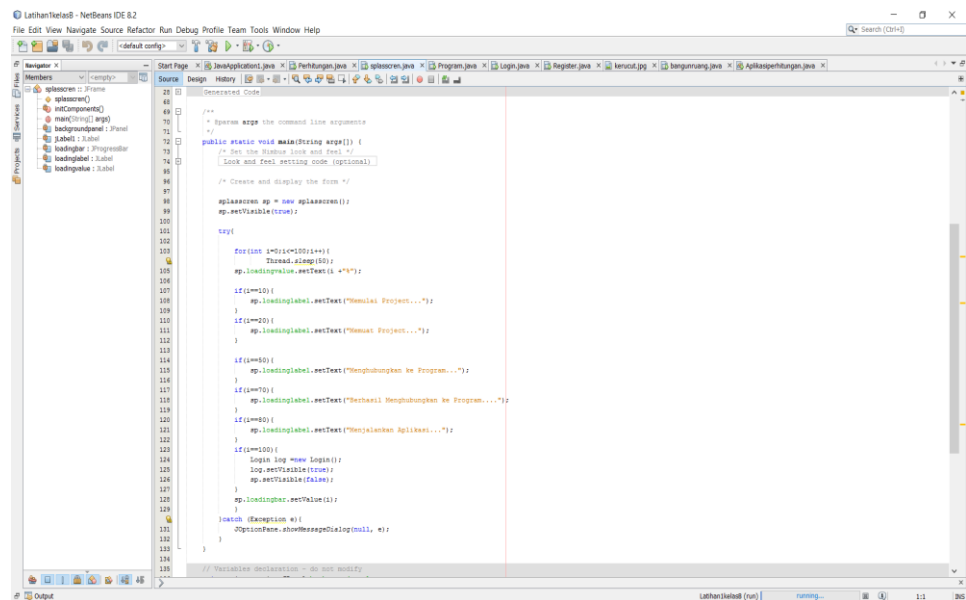 Latihan1kelasB - NetBeans IDE 8.2
File Edit View Navigate Source Refactor Run Debug Profile Team Tools Window Help
Search (Ctrl+I)
<default config>
Navigator
Start Page JavaApplication1.java Perhitungan.java splasscren.java Program.java Login.java Register.java kerucut.jpg bangunruang.java Aplikasiperhitungan.java
Members <empty>
Source Design History
Files
Services
Projects
splasscren :: JFrame
splasscren()
initComponents()
main(String[] args)
backgroundpanel : JPanel
jLabel1 : JLabel
loadingbar : JProgressBar
loadinglabel : JLabel
loadingvalue : JLabel
28 Generated Code
68
69 /**
70 * @param args the command line arguments
71 */
72 public static void main(String args[]) {
73 /* Set the Nimbus look and feel */
74 Look and feel setting code (optional)
95
96 /* Create and display the form */
97
98 splasscren sp = new splasscren();
99 sp.setVisible(true);
100
101 try{
102
103 for(int i=0;i<=100;i++){
Thread.sleep(50);
105 sp.loadingvalue.setText(i +"%");
106
107 if(i==10){
108 sp.loadinglabel.setText("Memulai Project...");
109 }
110 if(i==20){
111 sp.loadinglabel.setText("Memuat Project...");
112 }
113
114 if(i==50){
115 sp.loadinglabel.setText("Menghubungkan ke Program...");
116 }
117 if(i==70){
118 sp.loadinglabel.setText("Berhasil Menghubungkan ke Program....");
119 }
120 if(i==80){
121 sp.loadinglabel.setText("Menjalankan Aplikasi...");
122 }
123 if(i==100){
124 Login log =new Login();
125 log.setVisible(true);
126 sp.setVisible(false);
127 }
128 sp.loadingbar.setValue(i);
129 }
}catch (Exception e){
131 JOptionPane.showMessageDialog(null, e);
132 }
133 }
134
135 // Variables declaration - do not modify
Output
Latihan1kelasB (run) running... 1:1 INS